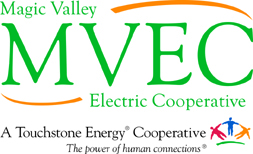 Magic Valley
MVEC
Electric Cooperative
A Touchstone Energy® Cooperative
The power of human connections®